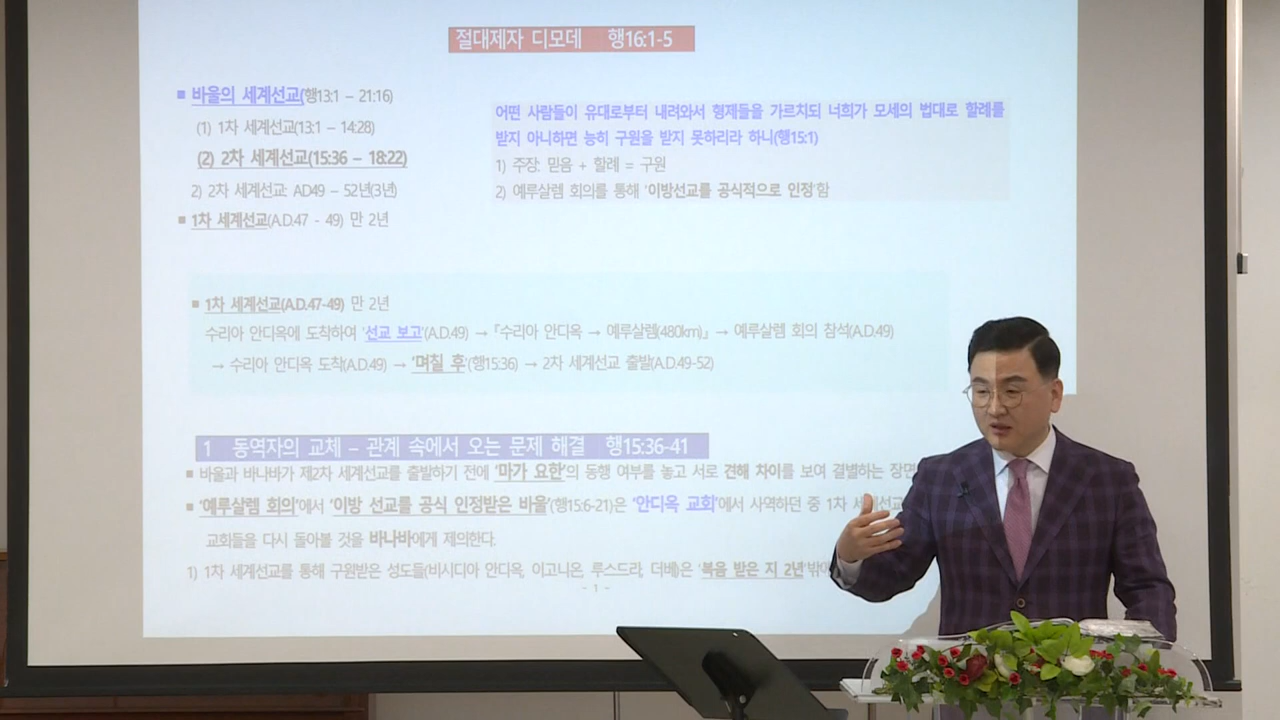 절대제자 디모데 행16:1-5
■ 바울의 세계선교(행13:1 – 21:16)
(1) 1차 세계선교(13:1 – 14:28)
(2) 2차 세계선교(15:36 – 18:22)
2) 2차 세계선교: AD49 – 52년(3년)
■ 1차 세계선교(A.D.47 - 49) 만 2년
어떤 사람들이 유대로부터 내려와서 형제들을 가르치되 너희가 모세의 법대로 할례를
받지 아니하면 능히 구원을 받지 못하리라 하니(행15:1)
1) 주장: 믿음 + 할례 = 구원
2) 예루살렘 회의를 통해 '이방선교를 공식적으로 인정'함
■ 1차 세계선교(A.D.47-49) 만 2년
수리아 안디옥에 도착하여 '선교 보고'(A.D.49) → 『수리아 안디옥 → 예루살렘(480km)』 → 예루살렘 회의 참석(A.D.49)
→ 수리아 안디옥 도착(A.D.49) → '며칠 후'(행15:36) → 2차 세계선교 출발(A.D.49-52)
1 동역자의 교체 – 관계 속에서 오는 문제 해결 행15:36-41
■ 바울과 바나바가 제2차 세계선교를 출발하기 전에 '마가 요한'의 동행 여부를 놓고 서로 견해 차이를 보여 결별하는 장면
■ '예루살렘 회의'에서 '이방 선교를 공식 인정받은 바울'(행15:6-21)은 '안디옥 교회'에서 사역하던 중 1차
교회들을 다시 돌아볼 것을 바나바에게 제의한다.
1) 1차 세계선교를 통해 구원받은 성도들(비시디아 안디옥, 이고니온, 루스드라, 더베)은 '복음 받은 지 2년'
- 1 -